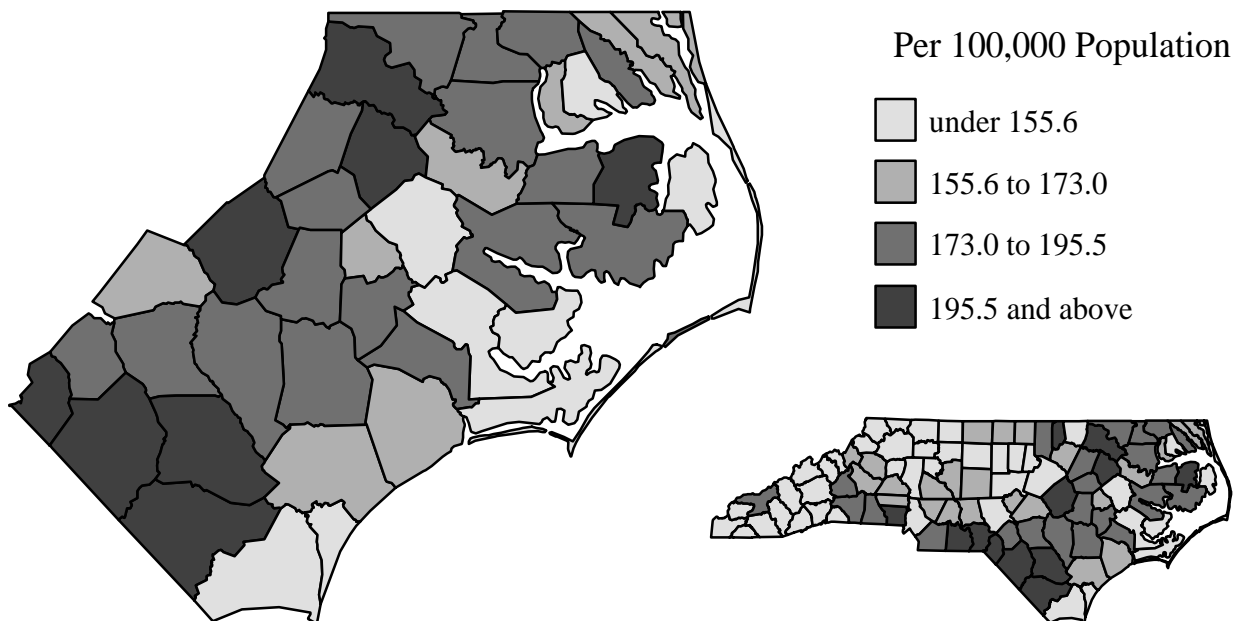 Per 100,000 Population
under 155.6
155.6 to 173.0
173.0 to 195.5
195.5 and above